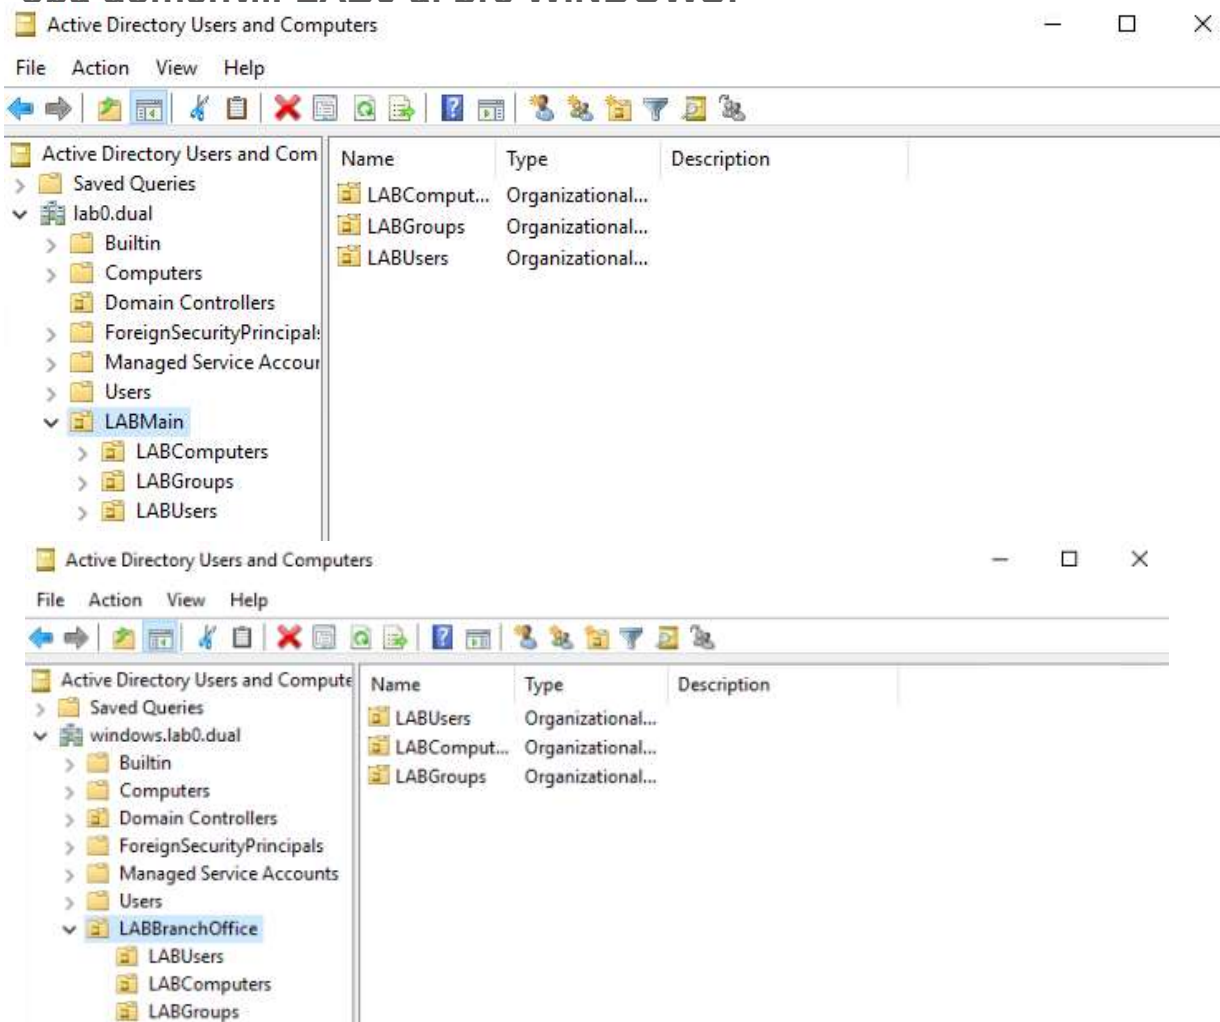 Active Directory Users and Computers
File Action View Help
Active Directory Users and Com
Saved Queries
lab0.dual
Builtin
Computers
Domain Controllers
ForeignSecurityPrincipal
Managed Service Accoun
Users
LABMain
LABComputers
LABGroups
LABUsers
Name Type Description
LABComput... Organizational...
LABGroups Organizational...
LABUsers Organizational...
Active Directory Users and Computers
File Action View Help
Active Directory Users and Compute
Saved Queries
windows.lab0.dual
Builtin
Computers
Domain Controllers
ForeignSecurityPrincipals
Managed Service Accounts
Users
LABBranchOffice
LABUsers
LABComputers
LABGroups
Name Type Description
LABUsers Organizational...
LABComput... Organizational...
LABGroups Organizational...